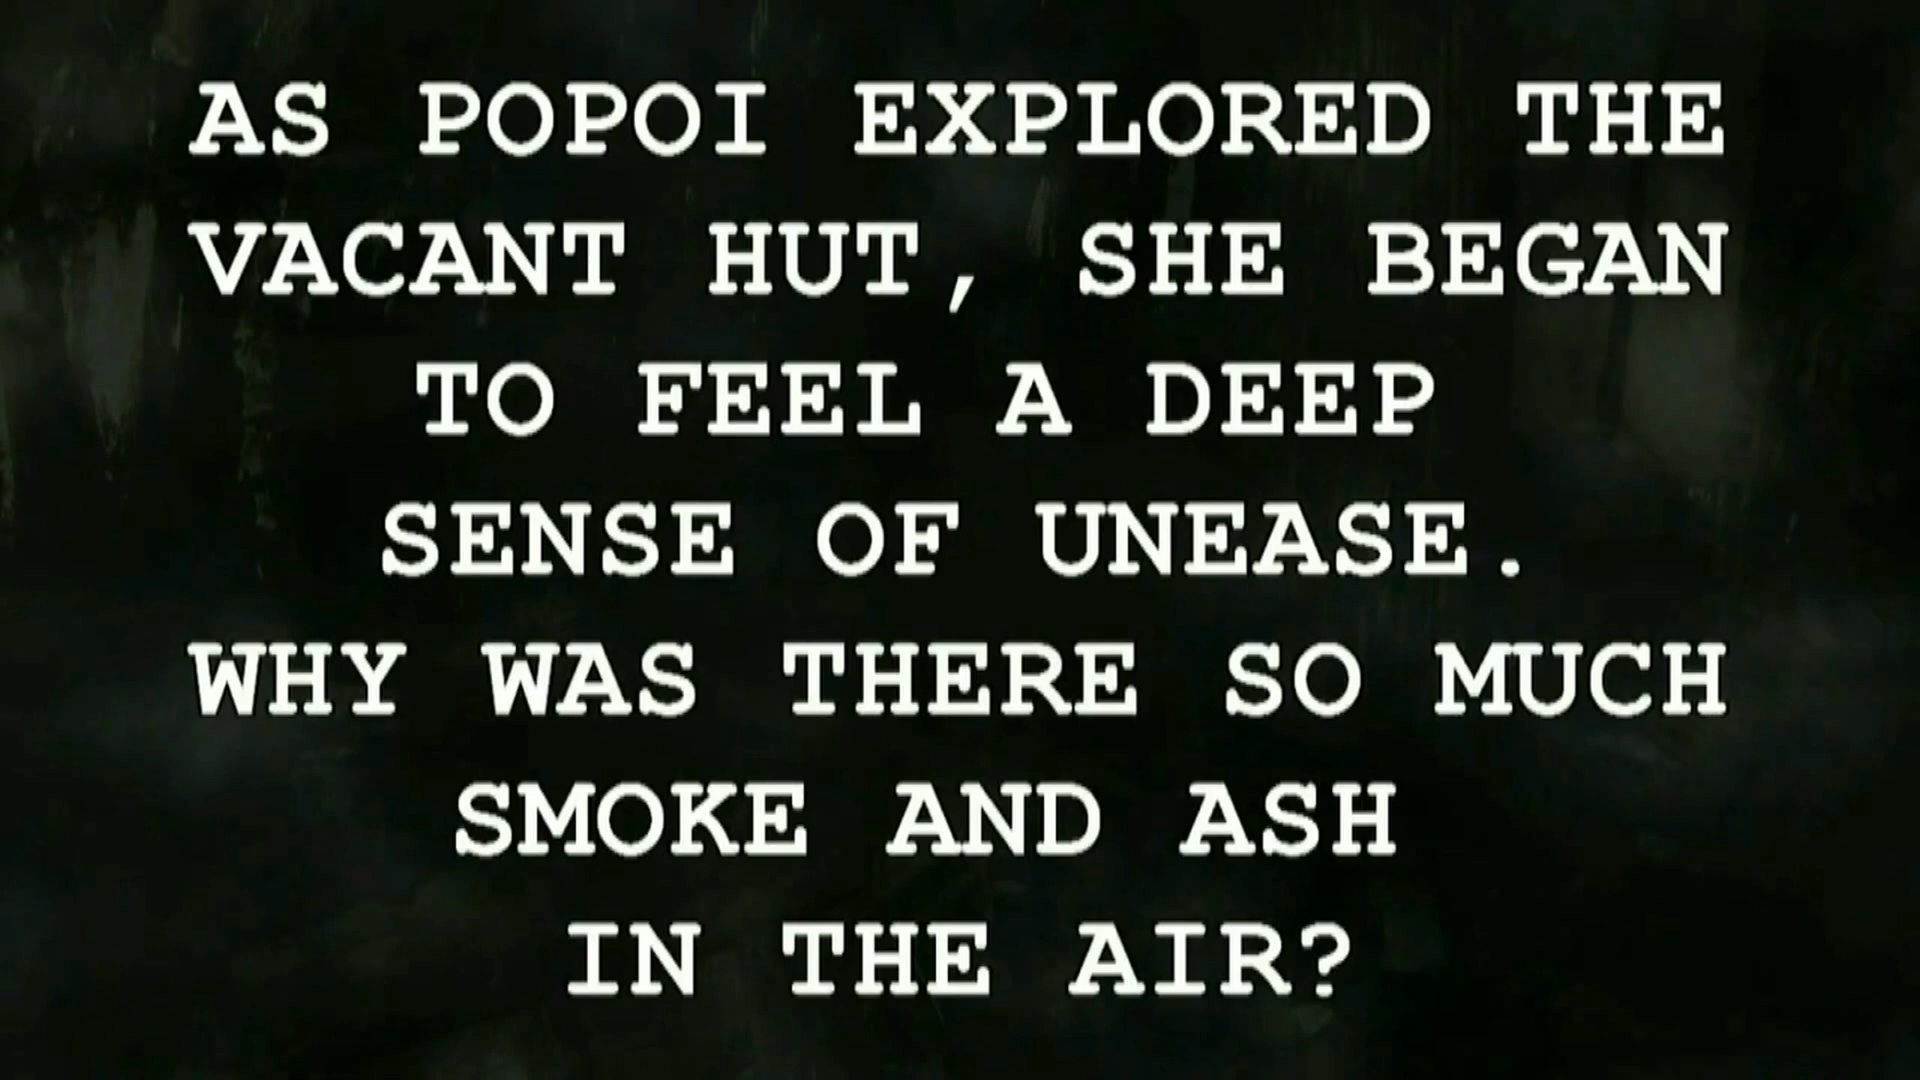 AS POPOI EXPLORED THE
VACANT HUT, SHE BEGAN
TO FEEL A DEEP
SENSE OF UNEASE.
WHY WAS THERE SO MUCH
SMOKE AND ASH
IN THE AIR?